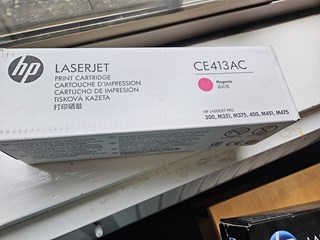 hp
LASERJET
PRINT CARTRIDGE
CARTOUCHE D'IMPRESSION
CARTUCHO DE IMPRESIÓN
TISKOVÁ KAZETA
打印硒鼓
CE413AC
Magenta
HP LASERJET PRO
300, M351, M375, 400, M451, M475